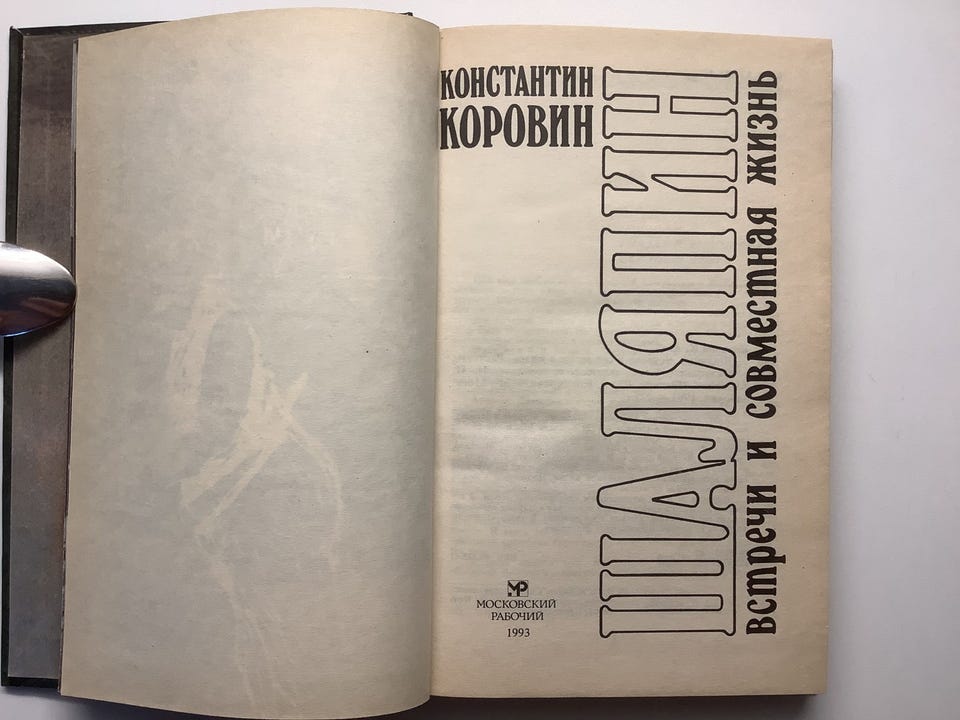 КОНСТАНТИН
КОРОВИН
ШАЛЯПИН
встречи и совместная жизнь
МР
МОСКОВСКИЙ
РАБОЧИЙ
1993